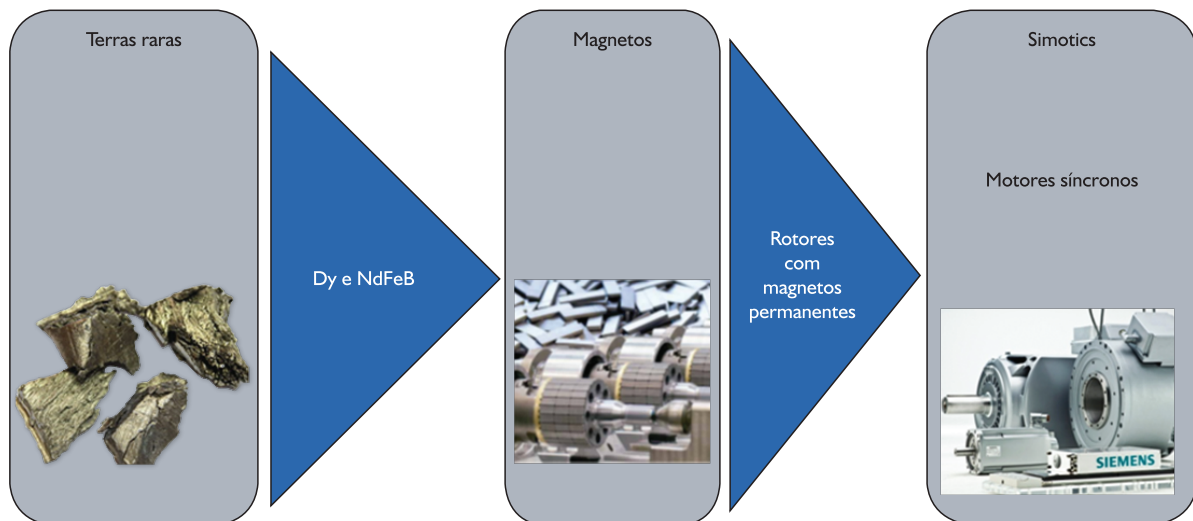 Terras raras
Dy e NdFeB
Magnetos
Rotores
com
magnetos
permanentes
Simotics
Motores síncronos
SIEMENS